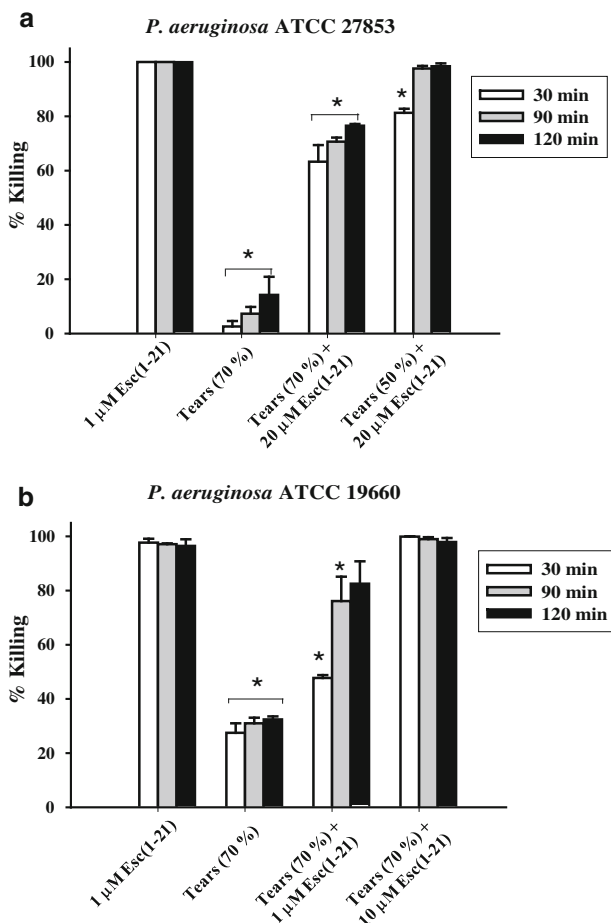 a
P. aeruginosa ATCC 27853
100
80
60
40
20
0
% Killing
*
*
*
30 min
90 min
120 min
1 µM Esc(1-21)
Tears (70 %)
Tears (70 %) +
20 µM Esc(1-21)
Tears (50 %) +
20 µM Esc(1-21)
b
P. aeruginosa ATCC 19660
100
80
60
40
20
0
% Killing
*
*
*
30 min
90 min
120 min
1 µM Esc(1-21)
Tears (70 %)
Tears (70 %) +
1 µM Esc(1-21)
Tears (70 %) +
10 µM Esc(1-21)